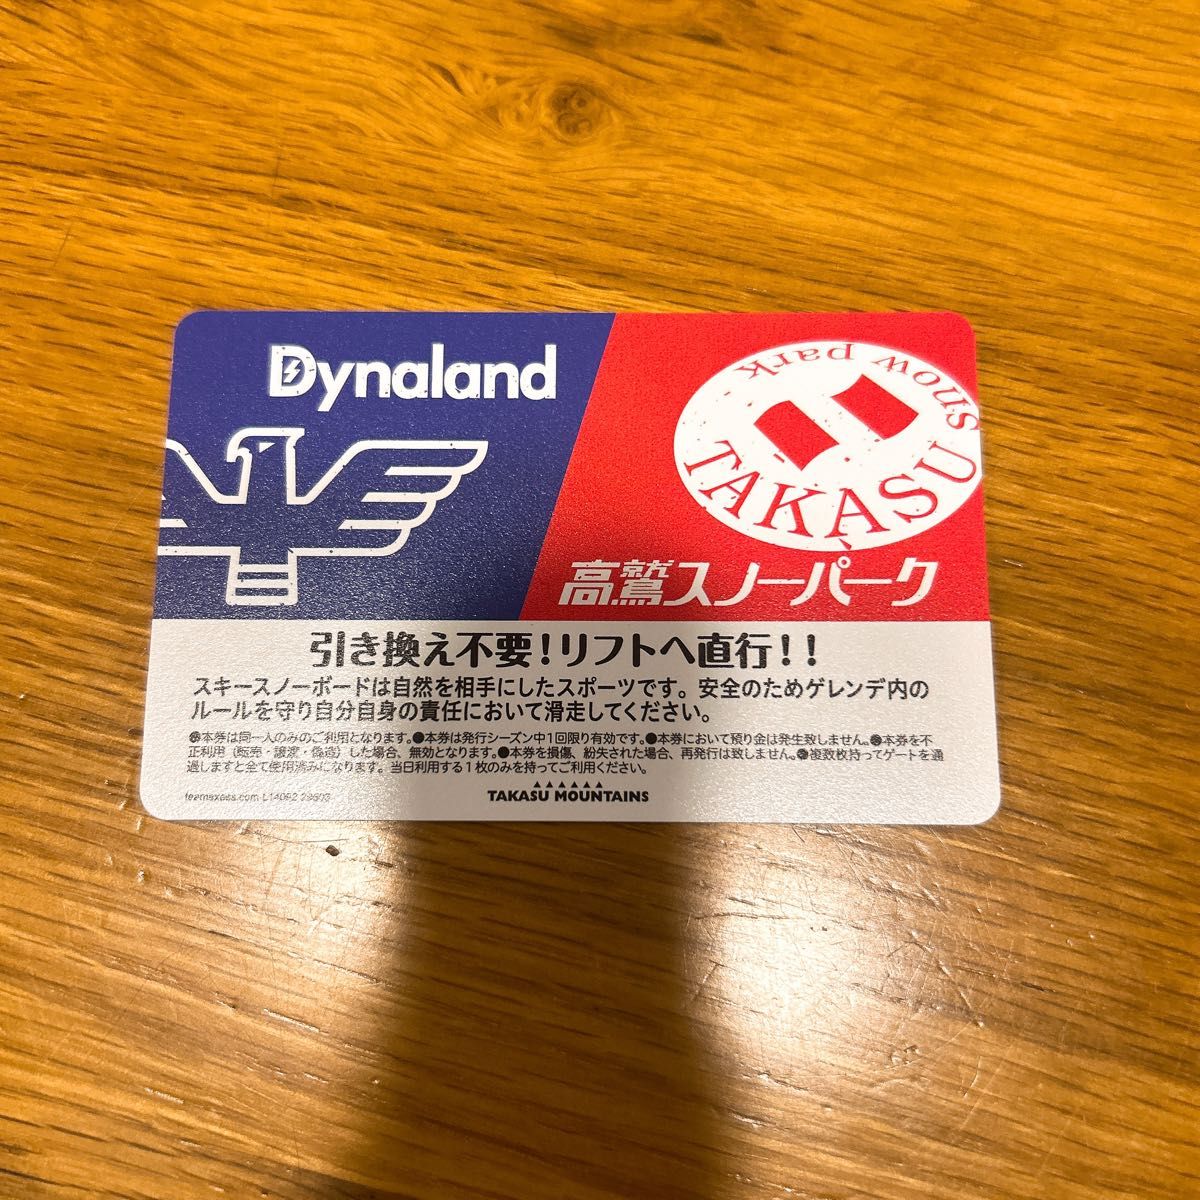 Dynaland
TAKASU
snow park
高鷲スノーパーク
引き換え不要!リフトへ直行!!
スキースノーボードは自然を相手にしたスポーツです。安全のためゲレンデ内の
ルールを守り自分自身の責任において滑走してください。
●本券は同一人のみのご利用となります。●本券は発行シーズン中1回限り有効です。●本券において預り金は発生致しません。●本券を不
正利用（転売・譲渡・偽造）した場合、無効となります。●本券を損傷、紛失された場合、再発行は致しません。●複数枚持ってゲートを通
過しますと全て使用済みになります。当日利用する1枚のみを持ってご利用ください。
teamaxess.com
TAKASU MOUNTAINS